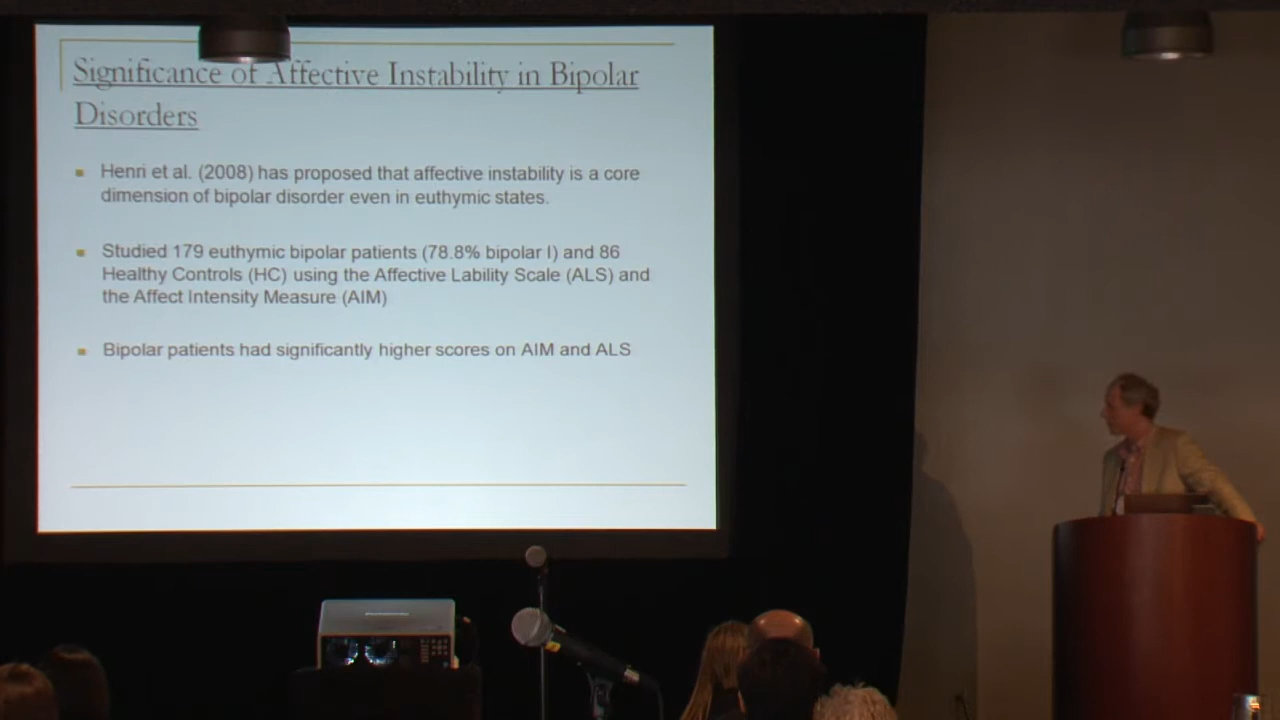 Significance of Affective Instability in Bipolar
Disorders
Henri et al. (2008) has proposed that affective instability is a core
dimension of bipolar disorder even in euthymic states.
Studied 179 euthymic bipolar patients (78.8% bipolar I) and 86
Healthy Controls (HC) using the Affective Lability Scale (ALS) and
the Affect Intensity Measure (AIM)
Bipolar patients had significantly higher scores on AIM and ALS